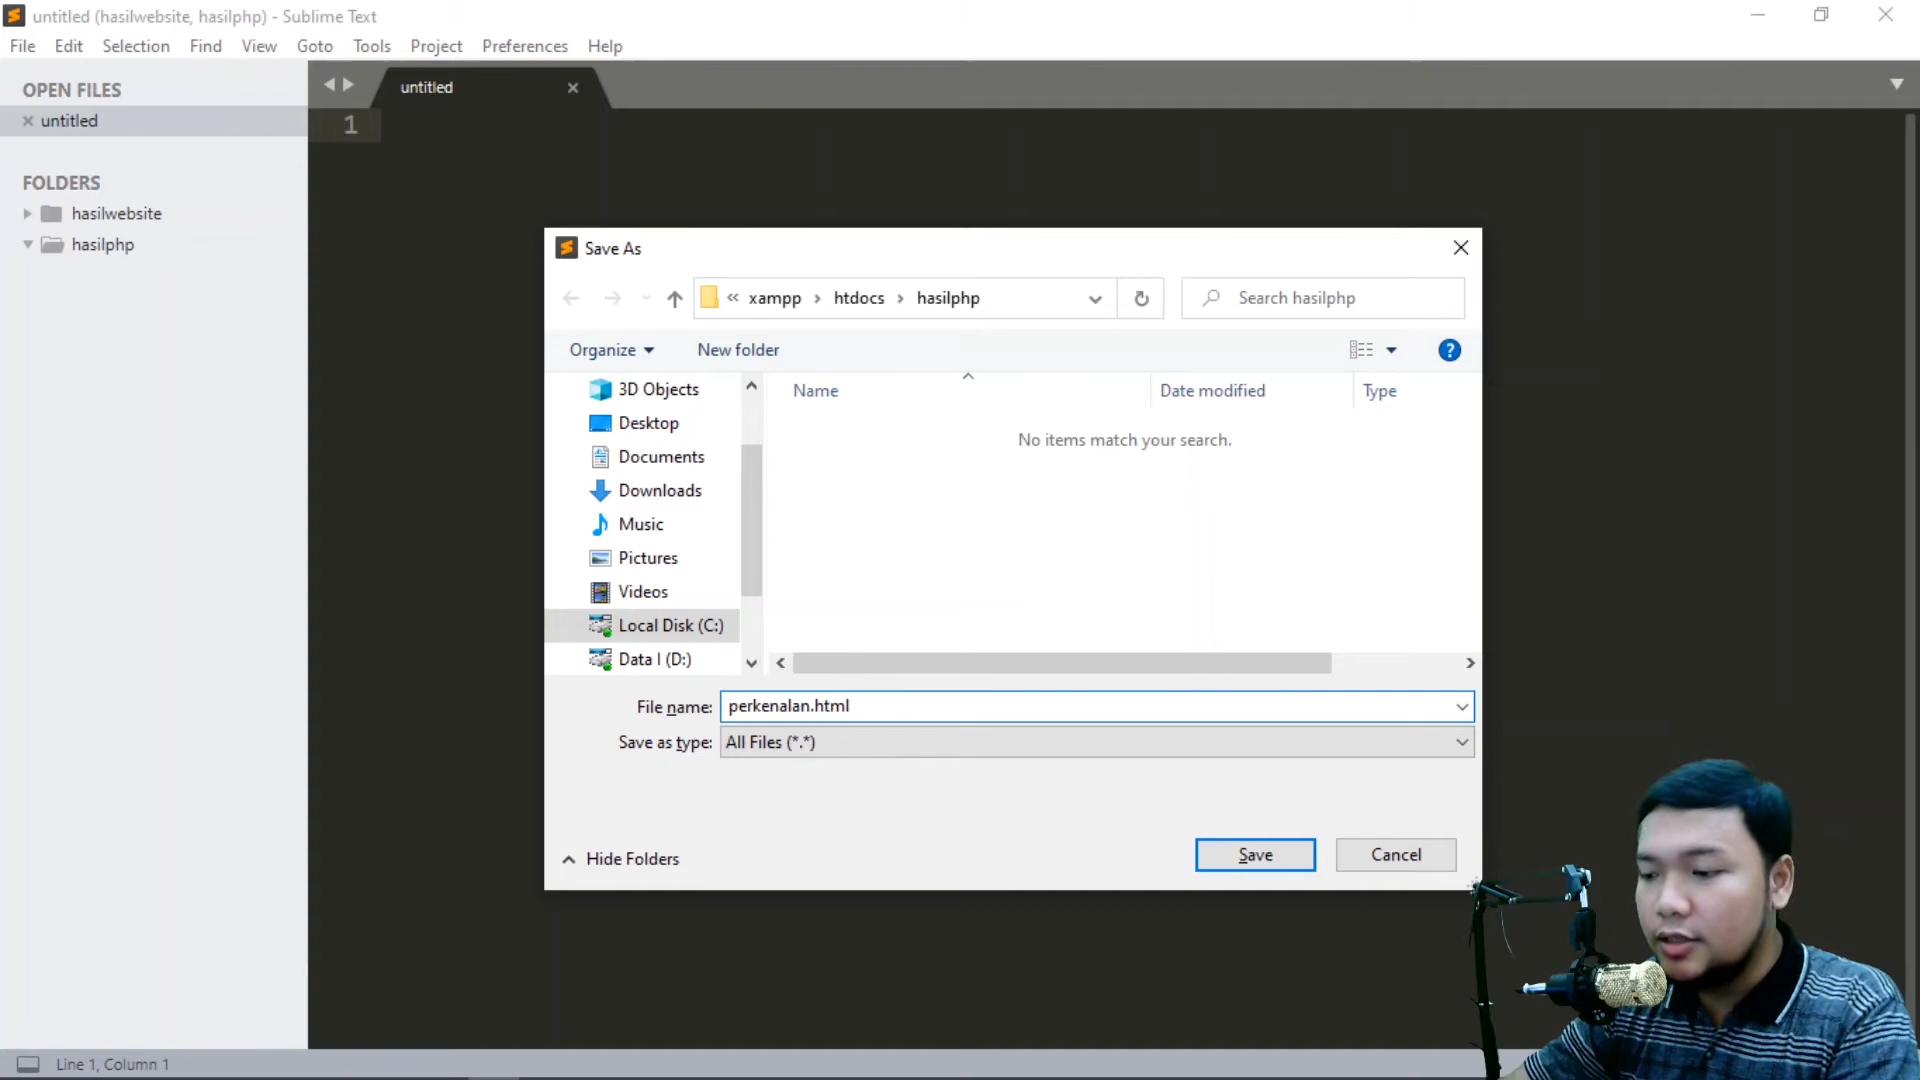 untitled (hasilwebsite, hasilphp) - Sublime Text
File Edit Selection Find View Goto Tools Project Preferences Help
OPEN FILES
untitled
untitled
1
FOLDERS
hasilwebsite
hasilphp
Save As
« xampp › htdocs › hasilphp
Search hasilphp
Organize New folder
3D Objects
Desktop
Documents
Downloads
Music
Pictures
Videos
Local Disk (C:)
Data I (D:)
Name Date modified Type
No items match your search.
File name: perkenalan.html
Save as type: All Files (*.*)
Hide Folders
Save Cancel
Line 1, Column 1